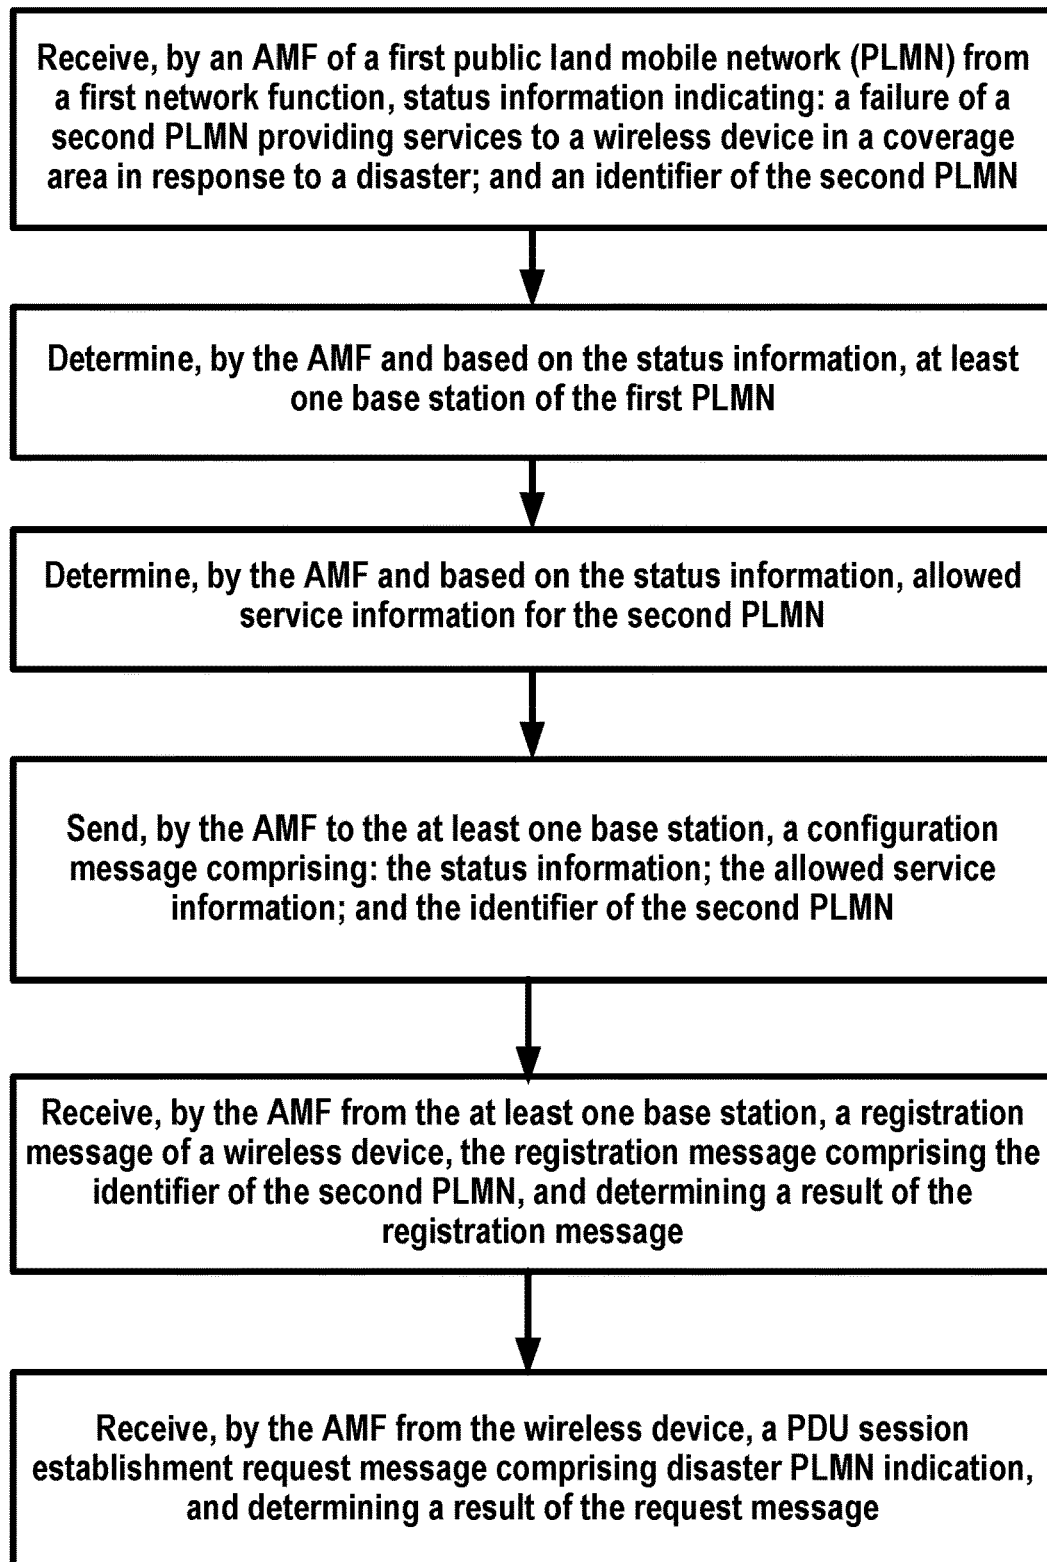 Receive, by an AMF of a first public land mobile network (PLMN) from
a first network function, status information indicating: a failure of a
second PLMN providing services to a wireless device in a coverage
area in response to a disaster; and an identifier of the second PLMN
Determine, by the AMF and based on the status information, at least
one base station of the first PLMN
Determine, by the AMF and based on the status information, allowed
service information for the second PLMN
Send, by the AMF to the at least one base station, a configuration
message comprising: the status information; the allowed service
information; and the identifier of the second PLMN
Receive, by the AMF from the at least one base station, a registration
message of a wireless device, the registration message comprising the
identifier of the second PLMN, and determining a result of the
registration message
Receive, by the AMF from the wireless device, a PDU session
establishment request message comprising disaster PLMN indication,
and determining a result of the request message